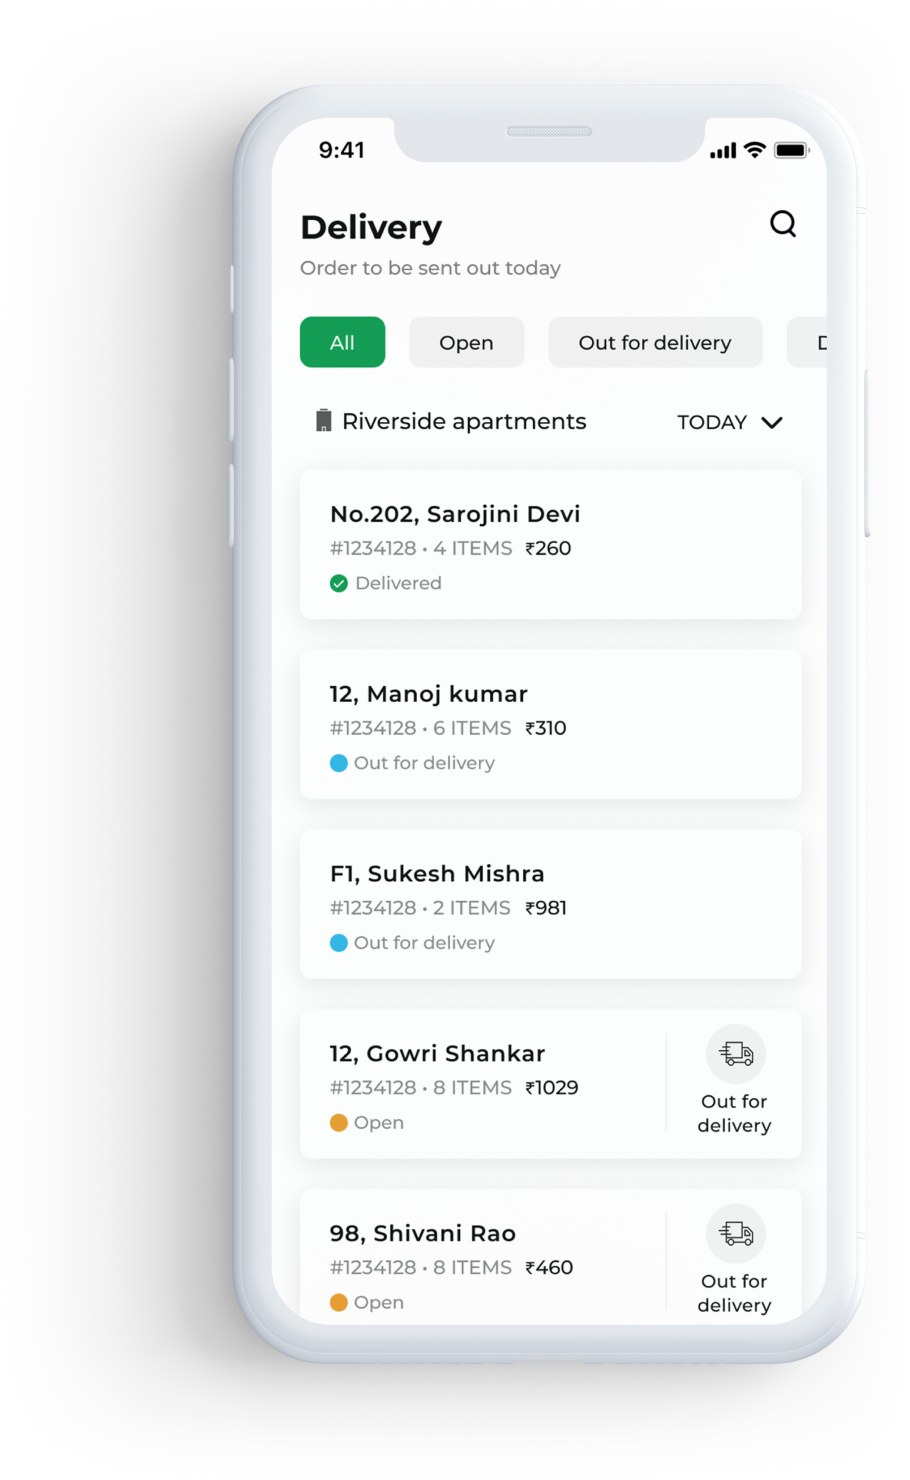 9:41
Delivery
Order to be sent out today
All Open Out for delivery D
Riverside apartments TODAY
No.202, Sarojini Devi
#1234128 • 4 ITEMS ₹260
Delivered
12, Manoj kumar
#1234128 • 6 ITEMS ₹310
Out for delivery
F1, Sukesh Mishra
#1234128 • 2 ITEMS ₹981
Out for delivery
12, Gowri Shankar
#1234128 • 8 ITEMS ₹1029
Open
Out for
delivery
98, Shivani Rao
#1234128 • 8 ITEMS ₹460
Open
Out for
delivery